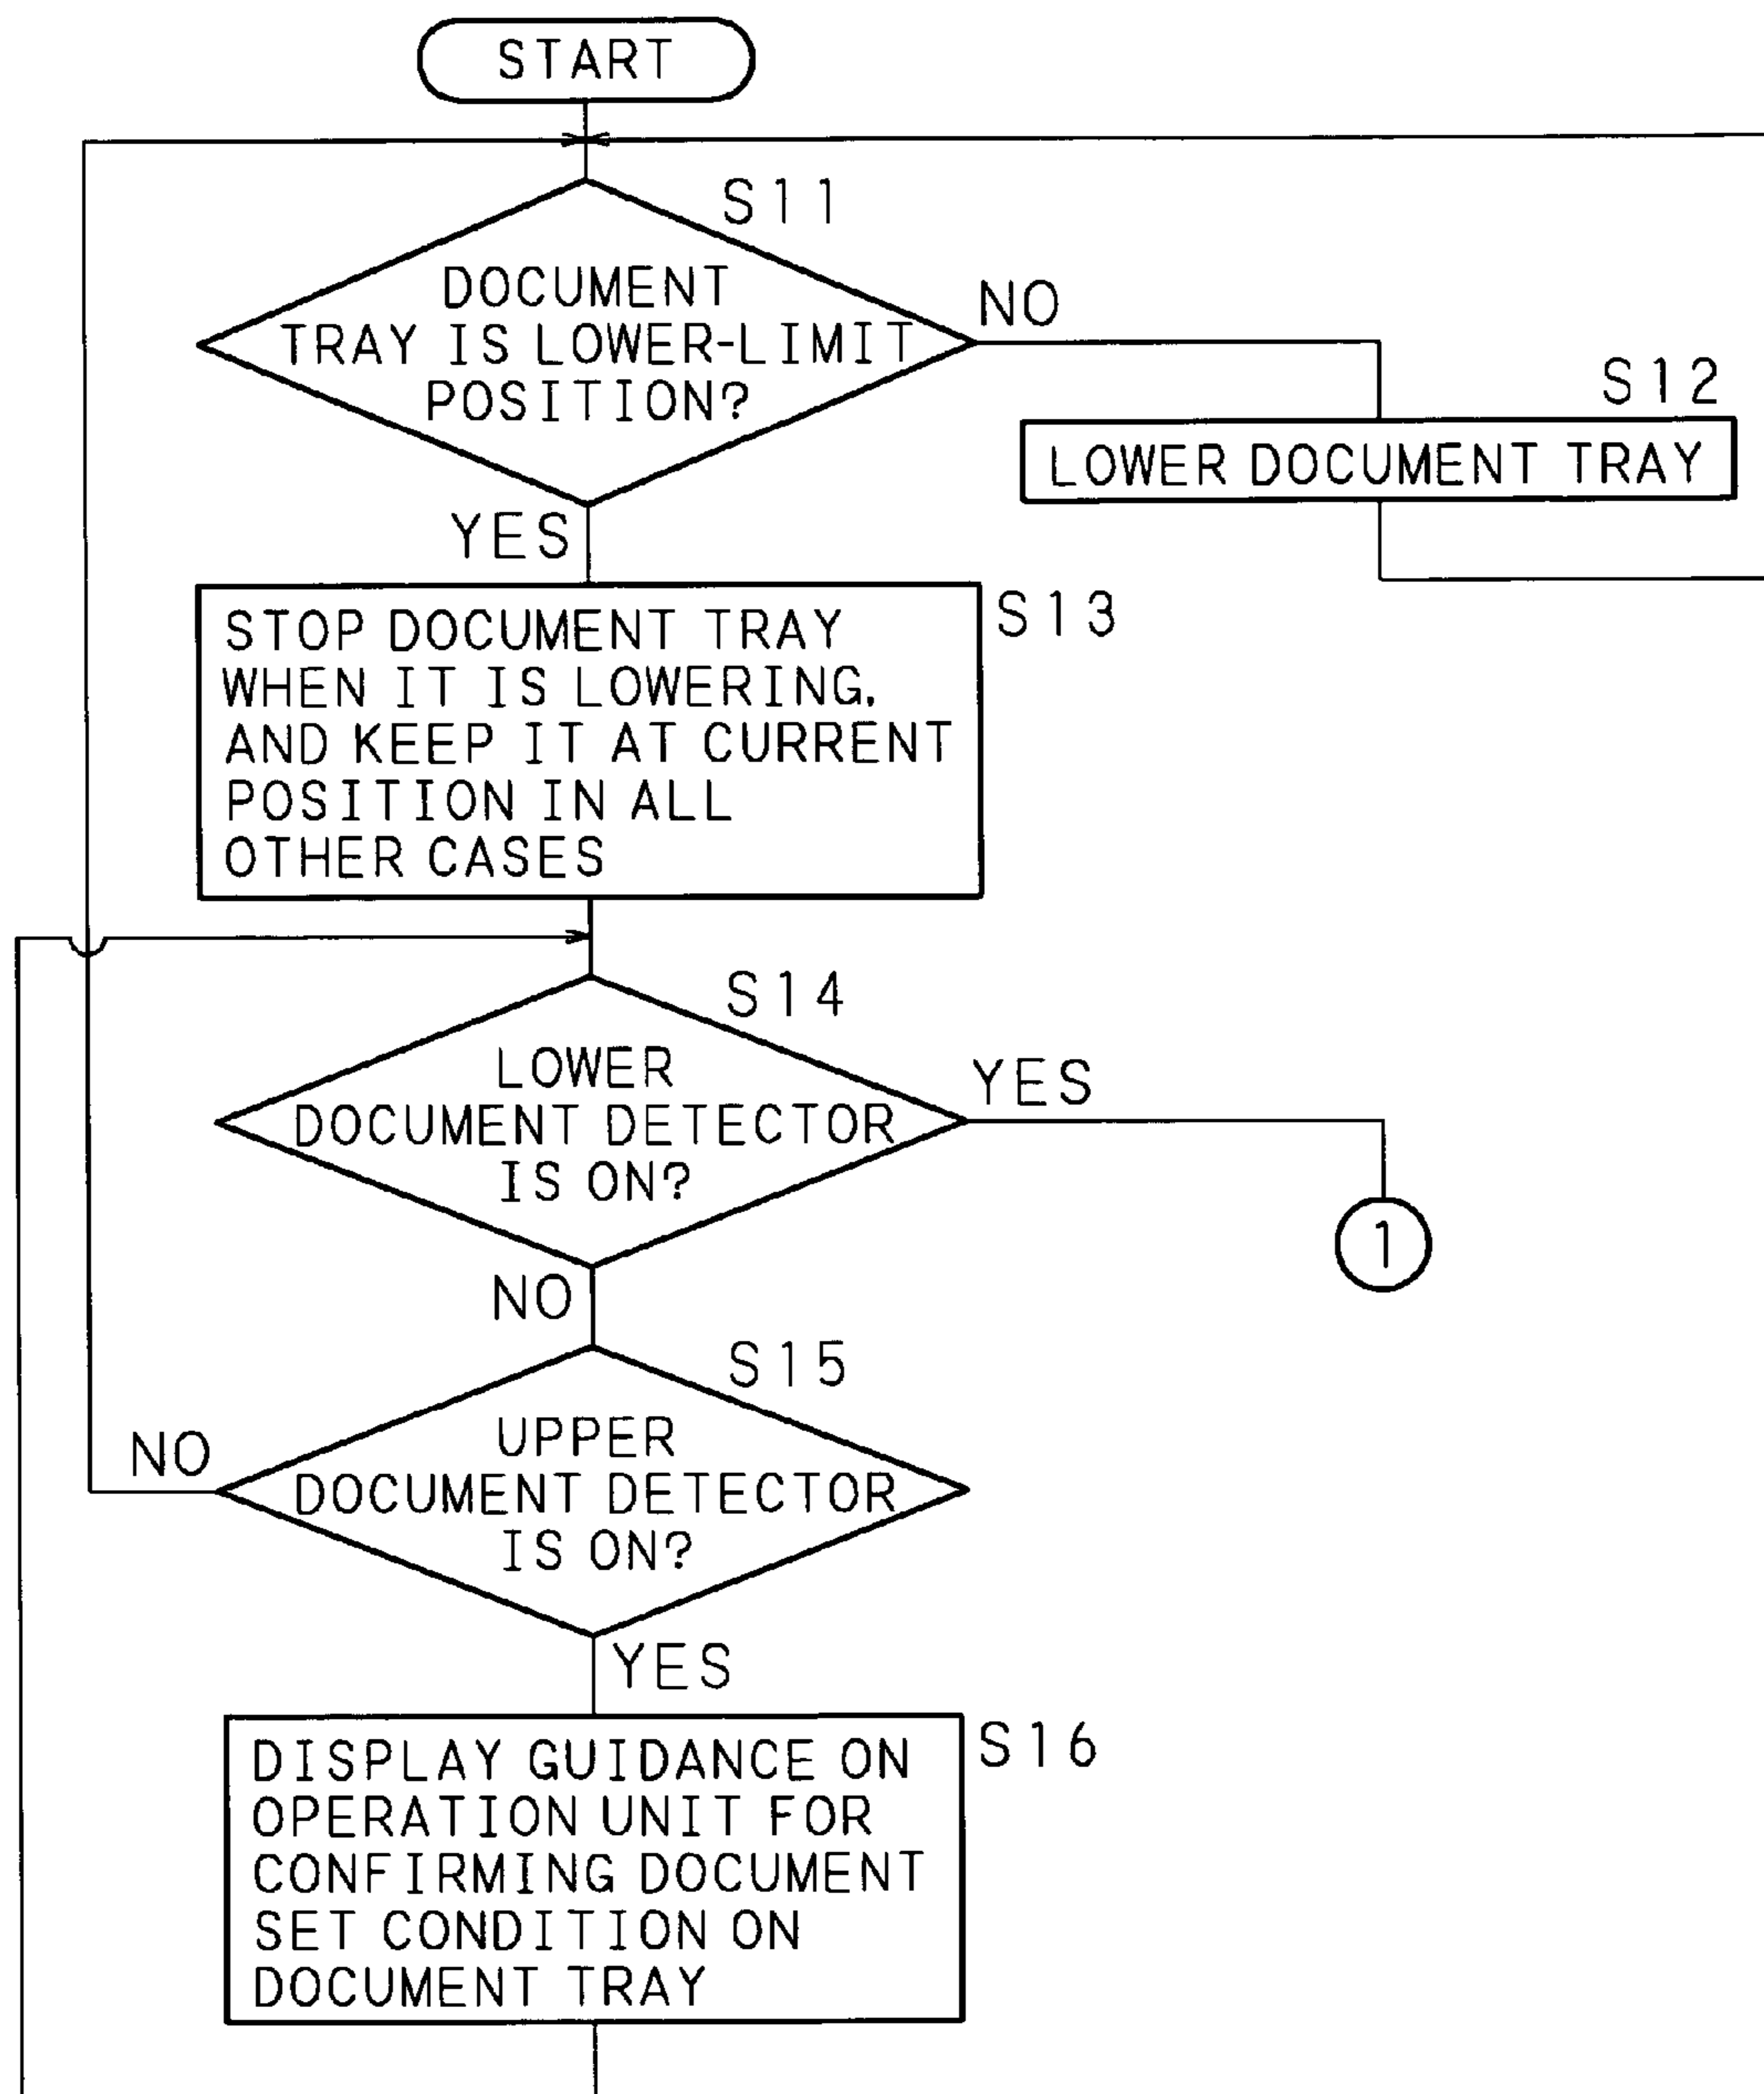 START
S11
DOCUMENT
TRAY IS LOWER-LIMIT
POSITION?
NO
S12
LOWER DOCUMENT TRAY
YES
S13
STOP DOCUMENT TRAY
WHEN IT IS LOWERING,
AND KEEP IT AT CURRENT
POSITION IN ALL
OTHER CASES
S14
LOWER
DOCUMENT DETECTOR
IS ON?
YES
1
NO
S15
UPPER
DOCUMENT DETECTOR
IS ON?
NO
YES
S16
DISPLAY GUIDANCE ON
OPERATION UNIT FOR
CONFIRMING DOCUMENT
SET CONDITION ON
DOCUMENT TRAY